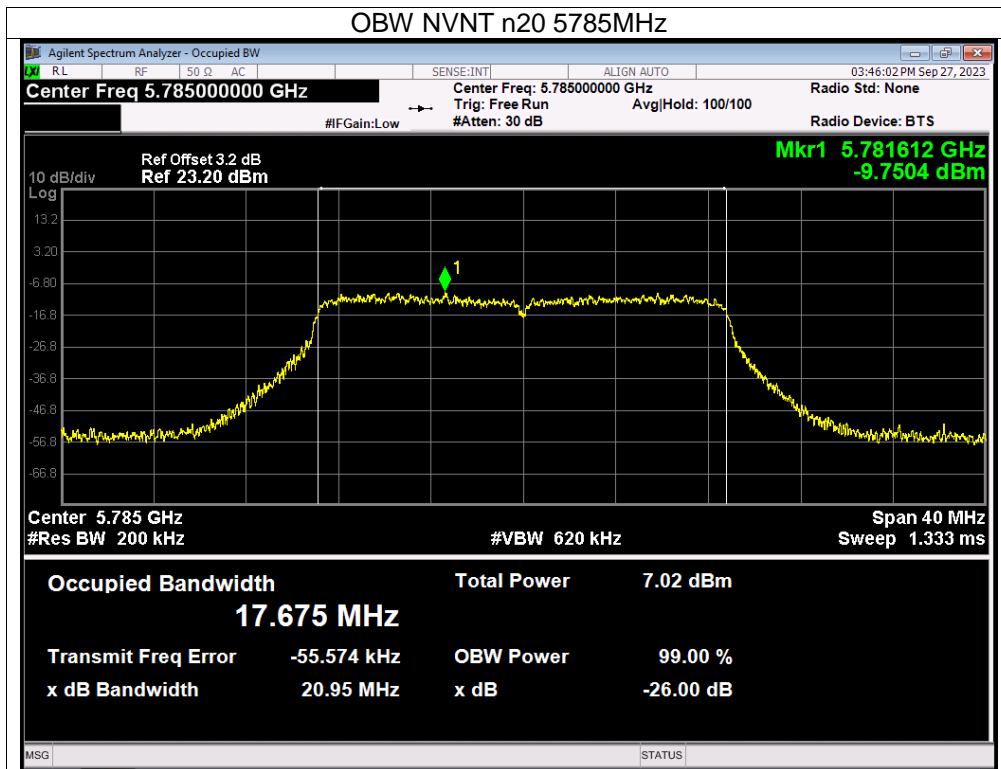 OBW NVNT n20 5785MHz
Agilent Spectrum Analyzer - Occupied BW
LXI RL RF 50 Ω AC SENSE:INT ALIGN AUTO 03:46:02 PM Sep 27, 2023
Center Freq 5.785000000 GHz Center Freq: 5.785000000 GHz Radio Std: None
Trig: Free Run Avg|Hold: 100/100
#IFGain:Low #Atten: 30 dB Radio Device: BTS
Mkr1 5.781612 GHz
-9.7504 dBm
Ref Offset 3.2 dB
10 dB/div Ref 23.20 dBm
Log
13.2
3.20
-6.80
-16.8
-26.8
-36.8
-46.8
-56.8
-66.8
1
Center 5.785 GHz Span 40 MHz
#Res BW 200 kHz #VBW 620 kHz Sweep 1.333 ms
Occupied Bandwidth Total Power 7.02 dBm
17.675 MHz
Transmit Freq Error -55.574 kHz OBW Power 99.00 %
x dB Bandwidth 20.95 MHz x dB -26.00 dB
MSG STATUS